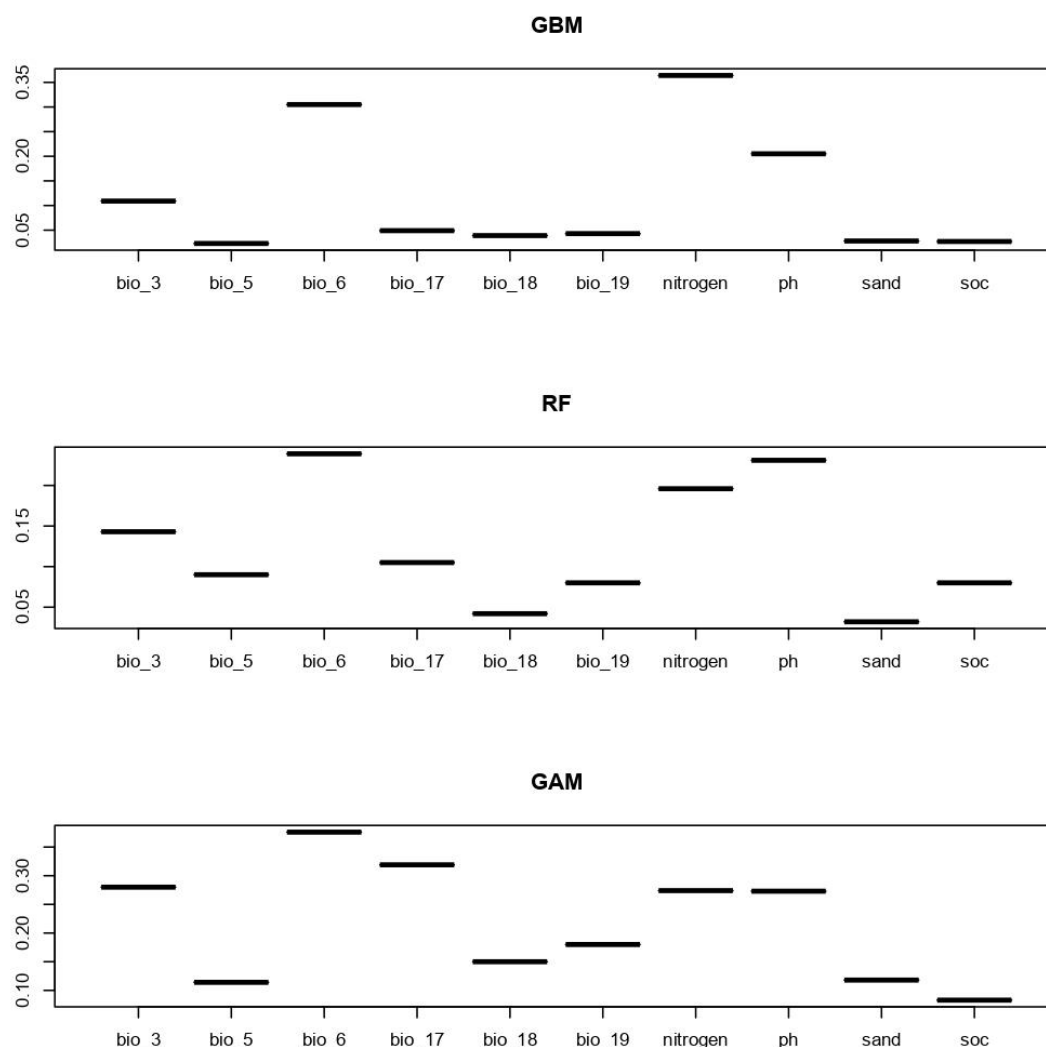 GBM
0.35
0.20
0.05
bio_3 bio_5 bio_6 bio_17 bio_18 bio_19 nitrogen ph sand soc
RF
0.15
0.05
bio_3 bio_5 bio_6 bio_17 bio_18 bio_19 nitrogen ph sand soc
GAM
0.30
0.20
0.10
bio_3 bio_5 bio_6 bio_17 bio_18 bio_19 nitrogen ph sand soc